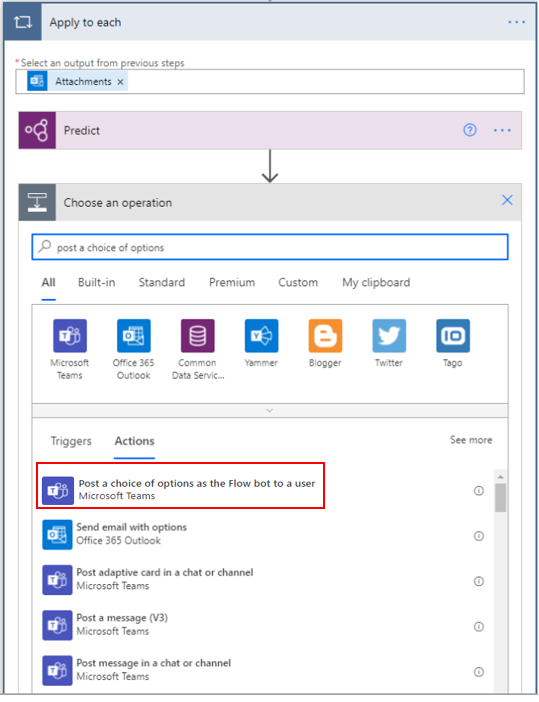 Apply to each
*Select an output from previous steps
Attachments ×
Predict
Choose an operation
post a choice of options
All Built-in Standard Premium Custom My clipboard
Microsoft Teams
Office 365 Outlook
Common Data Servic...
Yammer
Blogger
Twitter
Tago
Triggers Actions See more
Post a choice of options as the Flow bot to a user
Microsoft Teams
Send email with options
Office 365 Outlook
Post adaptive card in a chat or channel
Microsoft Teams
Post a message (V3)
Microsoft Teams
Post message in a chat or channel
Microsoft Teams